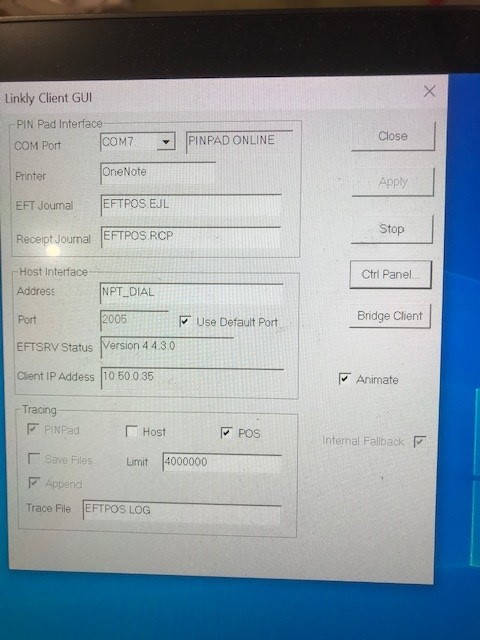 Linkly Client GUI
PIN Pad Interface
COM Port COM7 PINPAD ONLINE
Printer OneNote
EFT Journal EFTPOS.EJL
Receipt Journal EFTPOS.RCP
Host Interface
Address NPT_DIAL
Port 2005 Use Default Port
EFTSRV Status Version 4.4.3.0
Client IP Addess 10.50.0.35
Tracing
PINPad Host POS
Save Files Limit 4000000
Append
Trace File EFTPOS.LOG
Close
Apply
Stop
Ctrl Panel...
Bridge Client
Animate
Internal Fallback